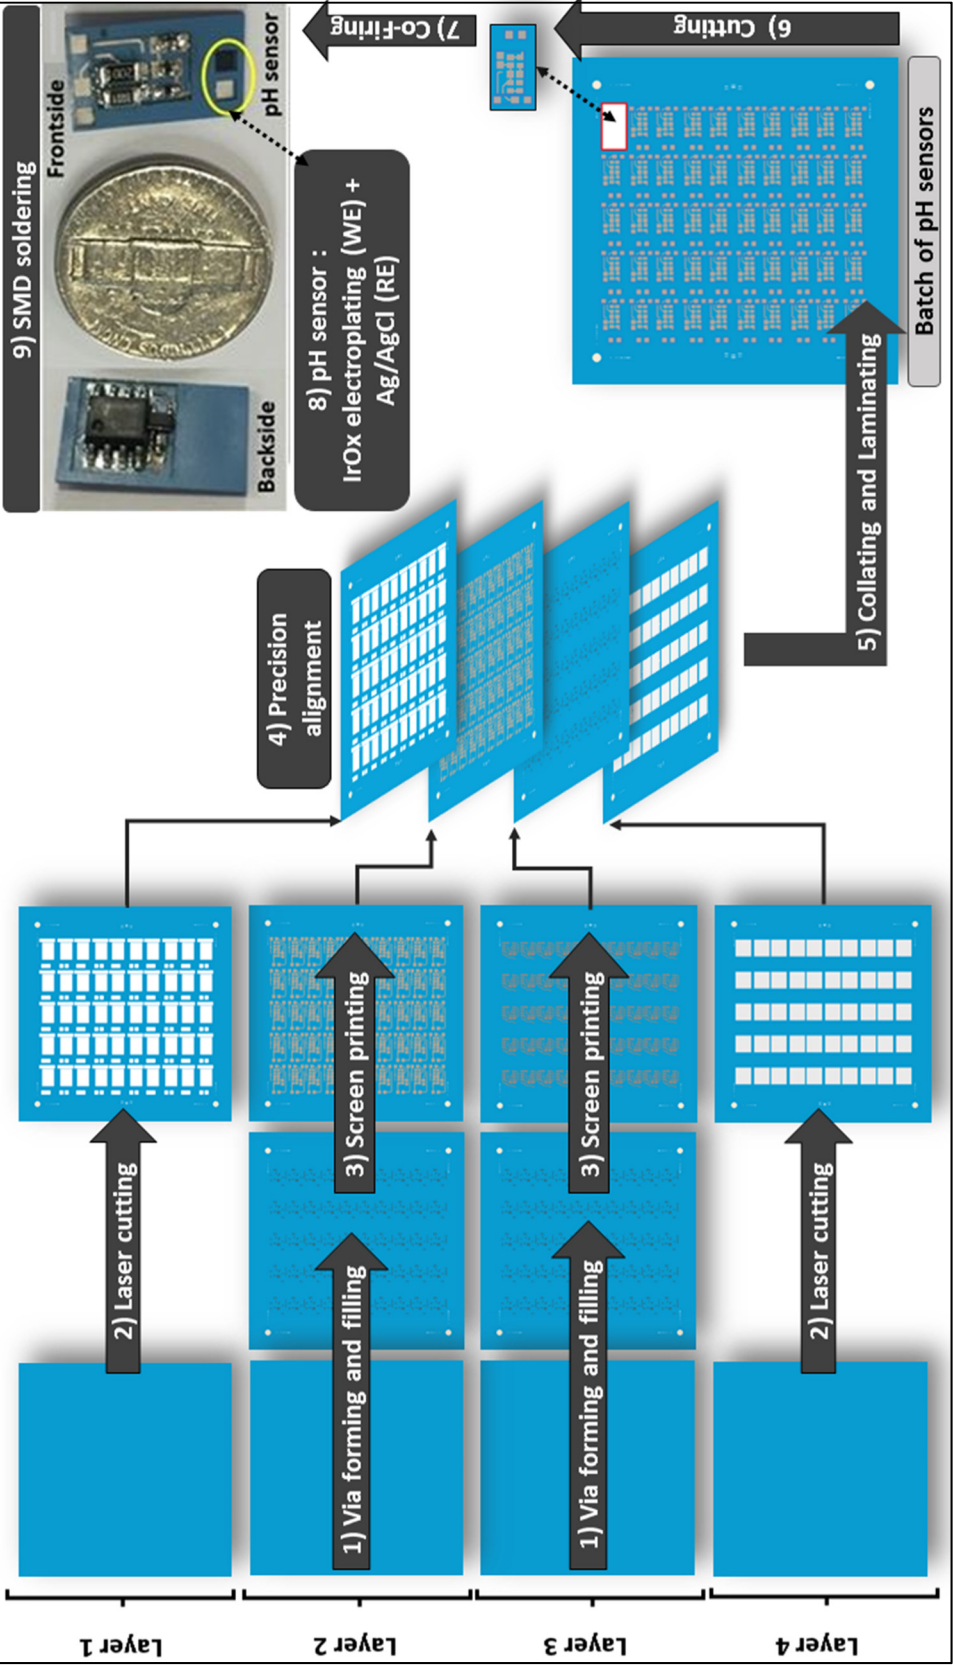 Layer 1
Layer 2
Layer 3
Layer 4
2) Laser cutting
1) Via forming and filling
3) Screen printing
1) Via forming and filling
3) Screen printing
2) Laser cutting
4) Precision
alignment
5) Collating and Laminating
Batch of pH sensors
6) Cutting
7) Co-Firing
8) pH sensor :
IrOx electroplating (WE) +
Ag/AgCl (RE)
9) SMD soldering
Backside
Frontside
pH sensor